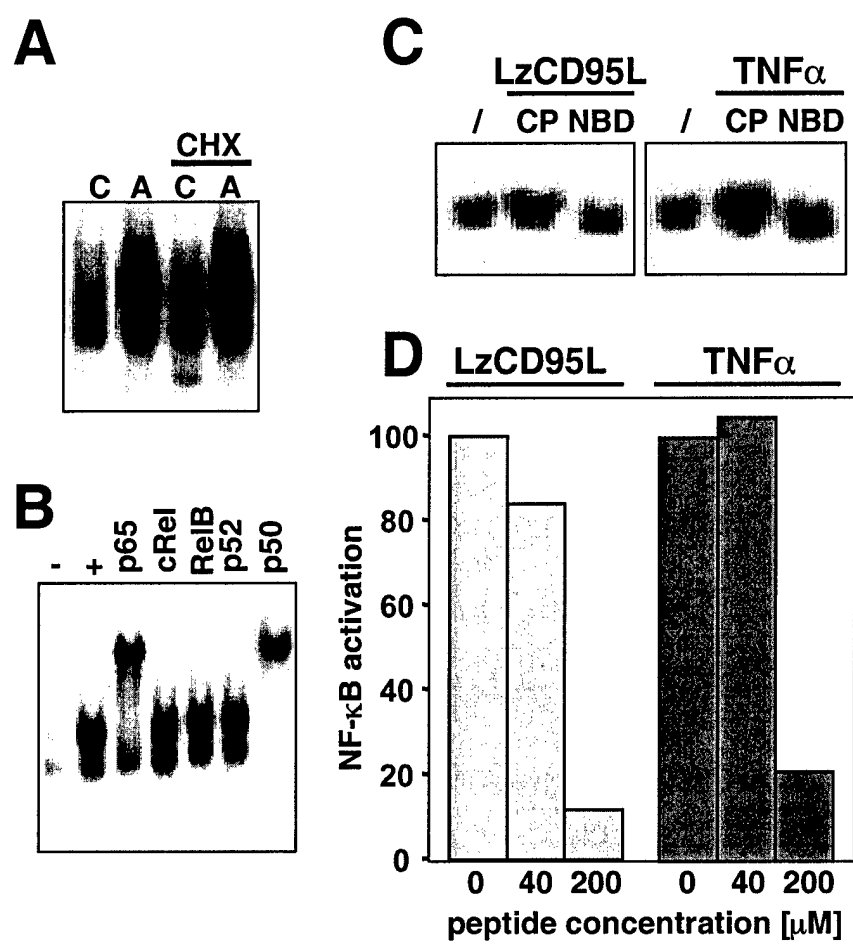 A
CHX
C A C A
B
- + p65 cRel RelB p52 p50
C
LzCD95L TNFα
/ CP NBD / CP NBD
D
LzCD95L TNFα
NF-κB activation
100
80
60
40
20
0
0 40 200 0 40 200
peptide concentration [μM]